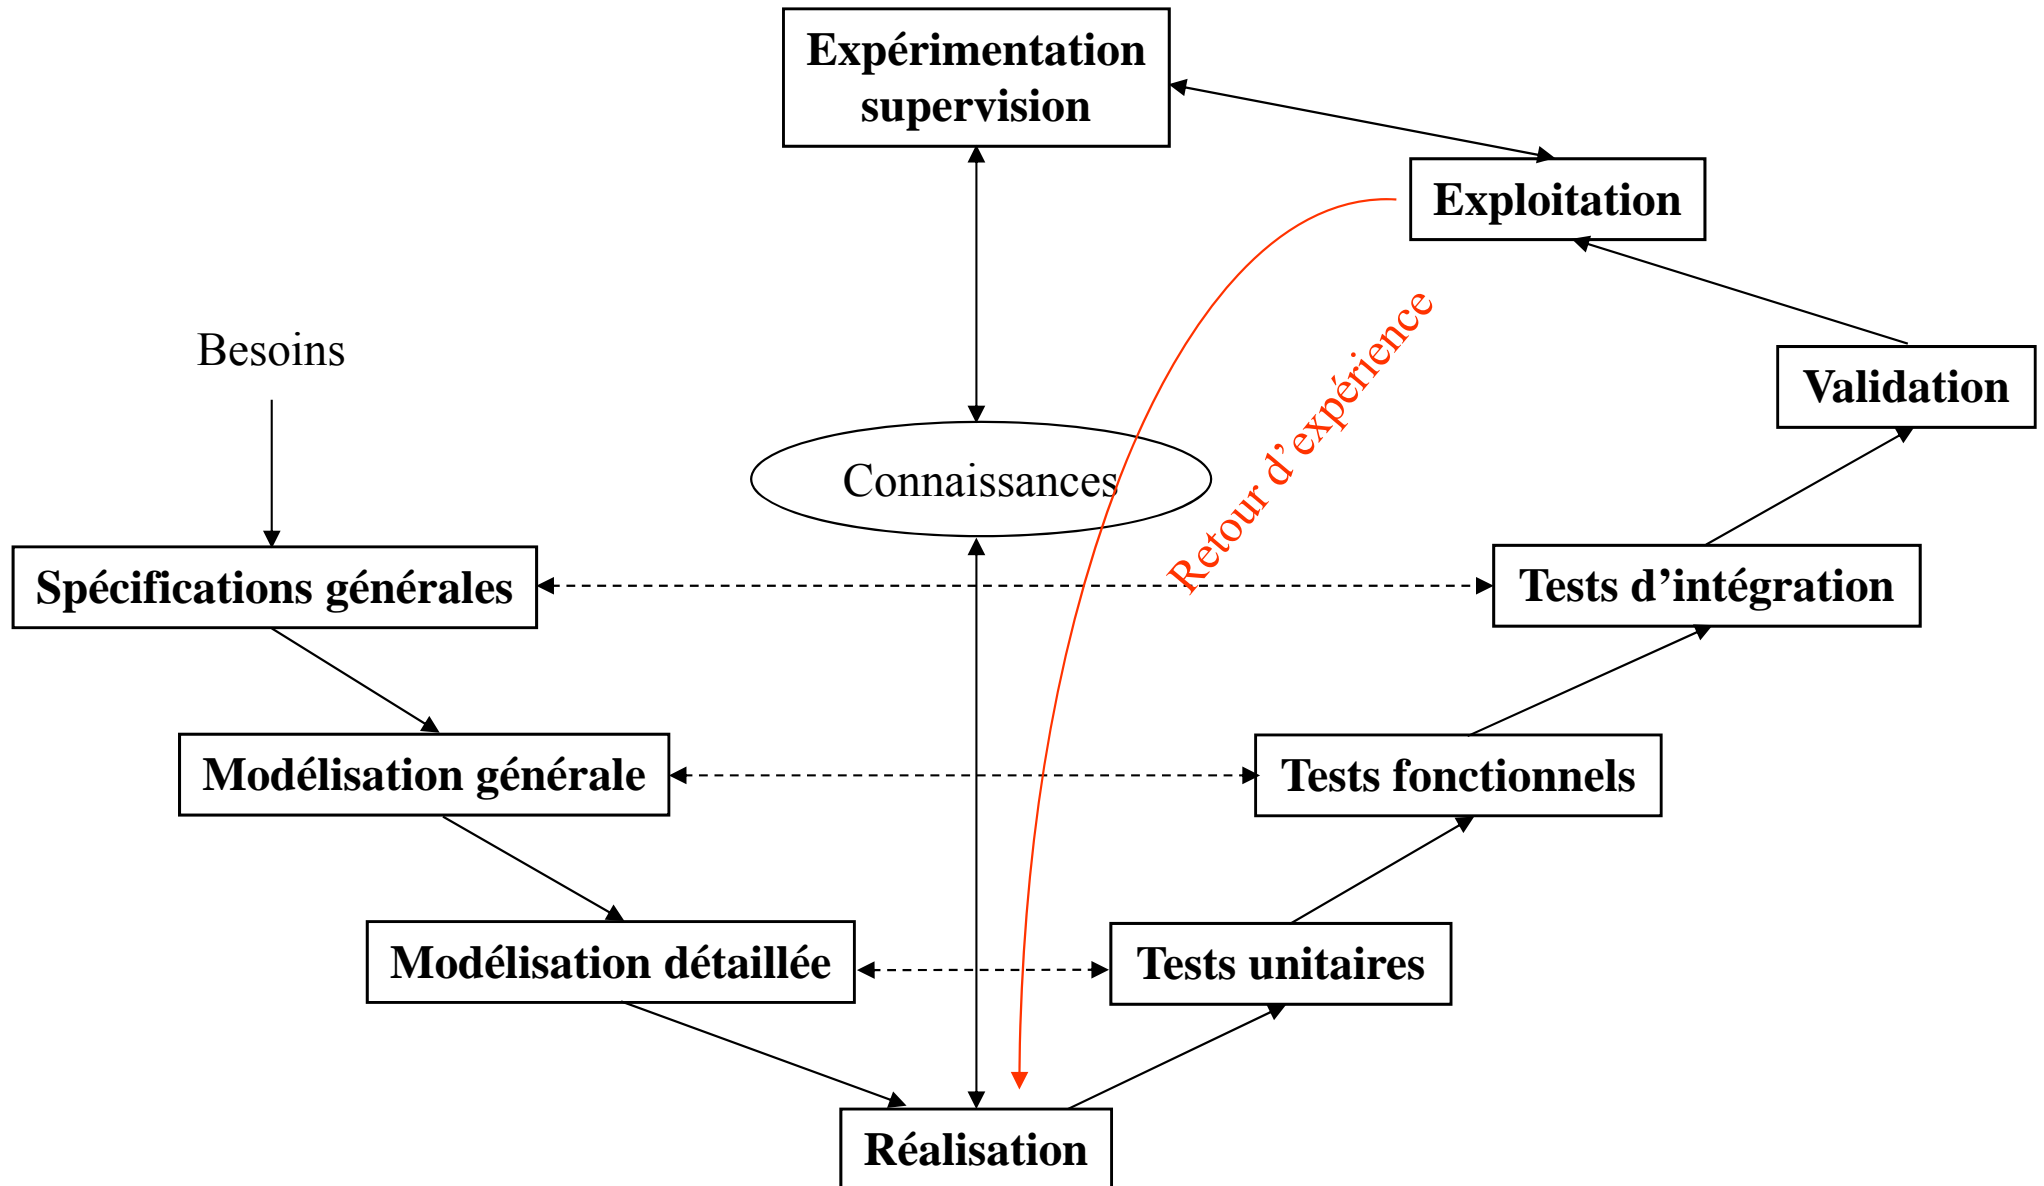 Expérimentation
supervision
Exploitation
Besoins
Validation
Retour d’expérience
Connaissances
Spécifications générales
Tests d’intégration
Modélisation générale
Tests fonctionnels
Modélisation détaillée
Tests unitaires
Réalisation